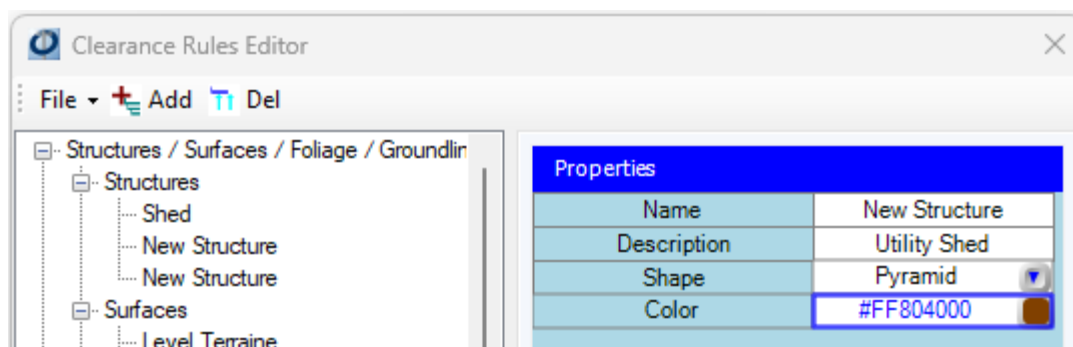 Clearance Rules Editor
File Add Del
Structures / Surfaces / Foliage / Groundlin
Structures
Shed
New Structure
New Structure
Surfaces
Level Terraine
Properties
Name New Structure
Description Utility Shed
Shape Pyramid
Color #FF804000